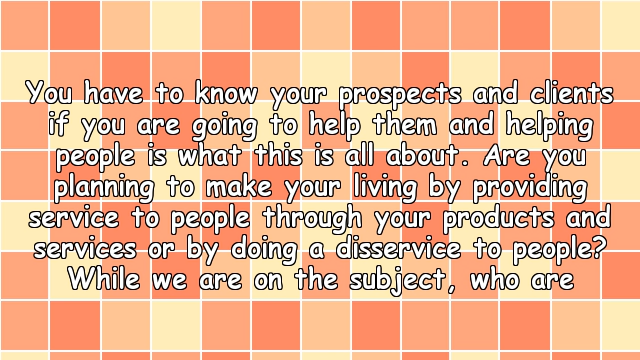 You have to know your prospects and clients
if you are going to help them and helping
people is what this is all about. Are you
planning to make your living by providing
service to people through your products and
services or by doing a disservice to people?
While we are on the subject, who are